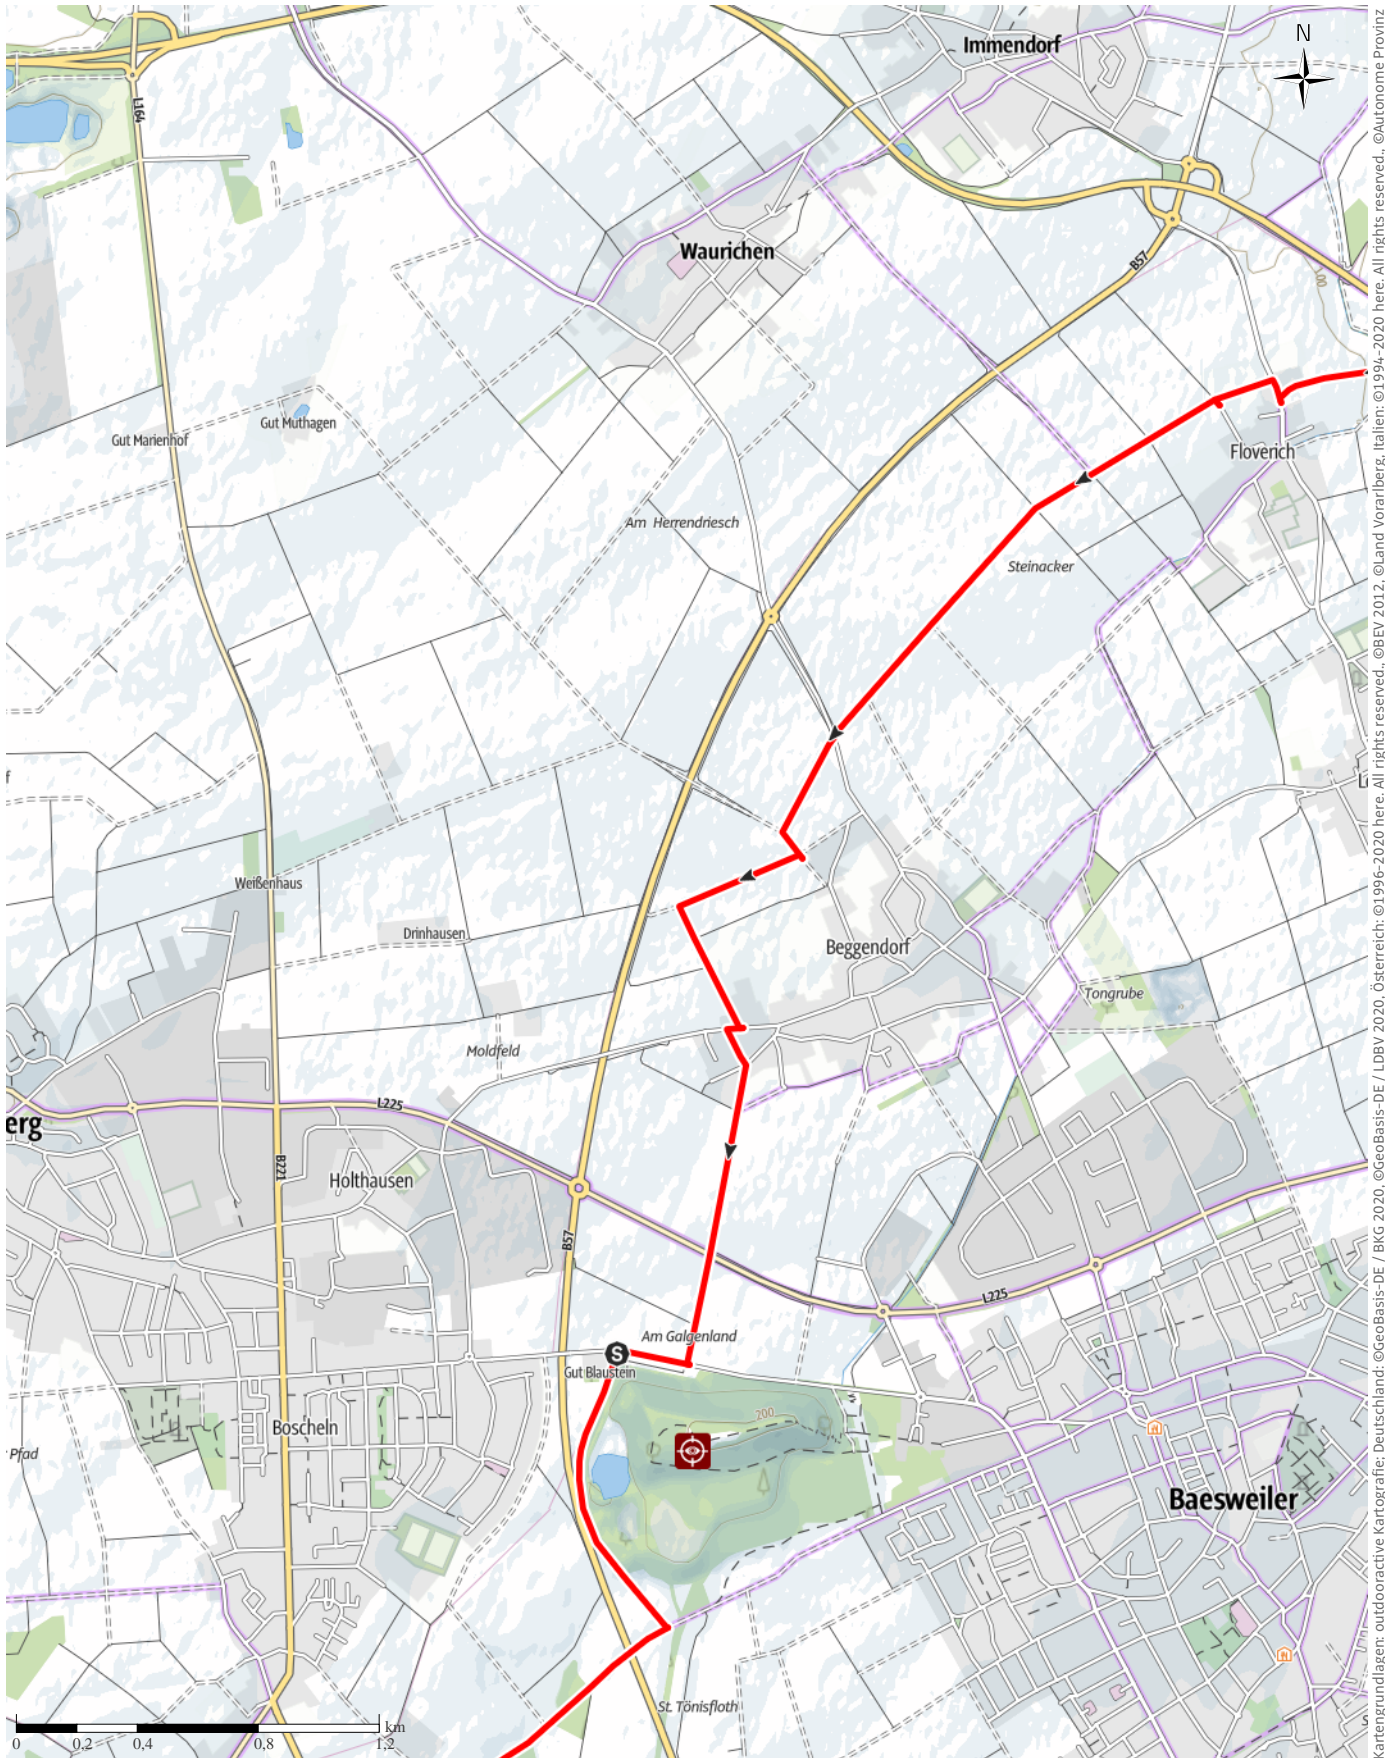 Immendorf
N
L164
Waurichen
B57
Gut Marienhof
Gut Muthagen
Floverich
Am Herrendriesch
Steinacker
Weißenhaus
Drinhausen
Beggendorf
Tongrube
Moldfeld
L225
erg
B221
Holthausen
B57
L225
Am Galgenland
S
Gut Blaustein
200
Boscheln
Pfad
Baesweiler
St. Tönisfloth
km
0 0,2 0,4 0,8 1,2
artengrundlagen: outdooractive Kartografie; Deutschland: ©GeoBasis-DE / BKG 2020, ©GeoBasis-DE / LDBV 2020, Österreich: ©1996-2020 here. All rights reserved., ©BEV 2012, ©Land Vorarlberg, Italien: ©1994-2020 here. All rights reserved., ©Autonome Provinz